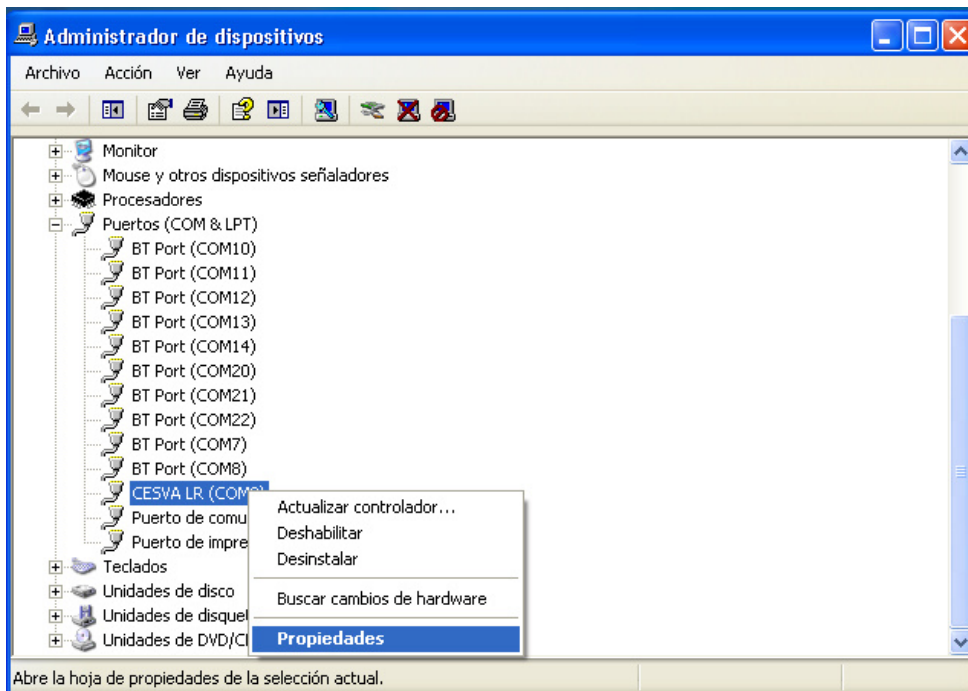 Administrador de dispositivos
Archivo Acción Ver Ayuda
Monitor
Mouse y otros dispositivos señaladores
Procesadores
Puertos (COM & LPT)
BT Port (COM10)
BT Port (COM11)
BT Port (COM12)
BT Port (COM13)
BT Port (COM14)
BT Port (COM20)
BT Port (COM21)
BT Port (COM22)
BT Port (COM7)
BT Port (COM8)
CESVA LR
Puerto de
Puerto de
Teclados
Unidades de disco
Unidades de
Unidades de
Actualizar controlador...
Deshabilitar
Desinstalar
Buscar cambios de hardware
Propiedades
Abre la hoja de propiedades de la selección actual.